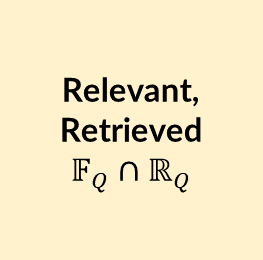 Relevant,
Retrieved
𝔽_Q ∩ ℝ_Q